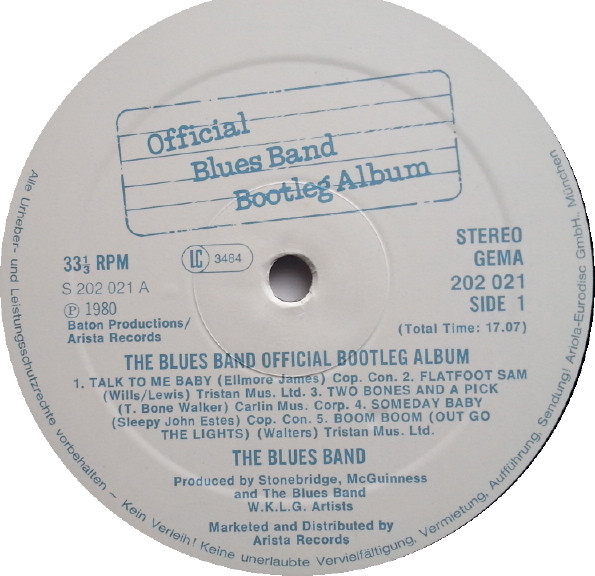 Official
Blues Band
Bootleg Album
33⅓ RPM
LC 3484
STEREO
GEMA
S 202 021 A
202 021
℗ 1980
SIDE 1
Baton Productions/
Arista Records
(Total Time: 17.07)
THE BLUES BAND OFFICIAL BOOTLEG ALBUM
1. TALK TO ME BABY (Ellmore James) Cop. Con. 2. FLATFOOT SAM
(Wills/Lewis) Tristan Mus. Ltd. 3. TWO BONES AND A PICK
(T. Bone Walker) Carlin Mus. Corp. 4. SOMEDAY BABY
(Sleepy John Estes) Cop. Con. 5. BOOM BOOM (OUT GO
THE LIGHTS) (Walters) Tristan Mus. Ltd.
THE BLUES BAND
Produced by Stonebridge, McGuinness
and The Blues Band
W.K.L.G. Artists
Marketed and Distributed by
Arista Records
Alle Urheber- und Leistungsschutzrechte vorbehalten – Kein Verleih! Keine unerlaubte Vervielfältigung, Vermietung, Aufführung, Sendung! Ariola-Eurodisc GmbH., München